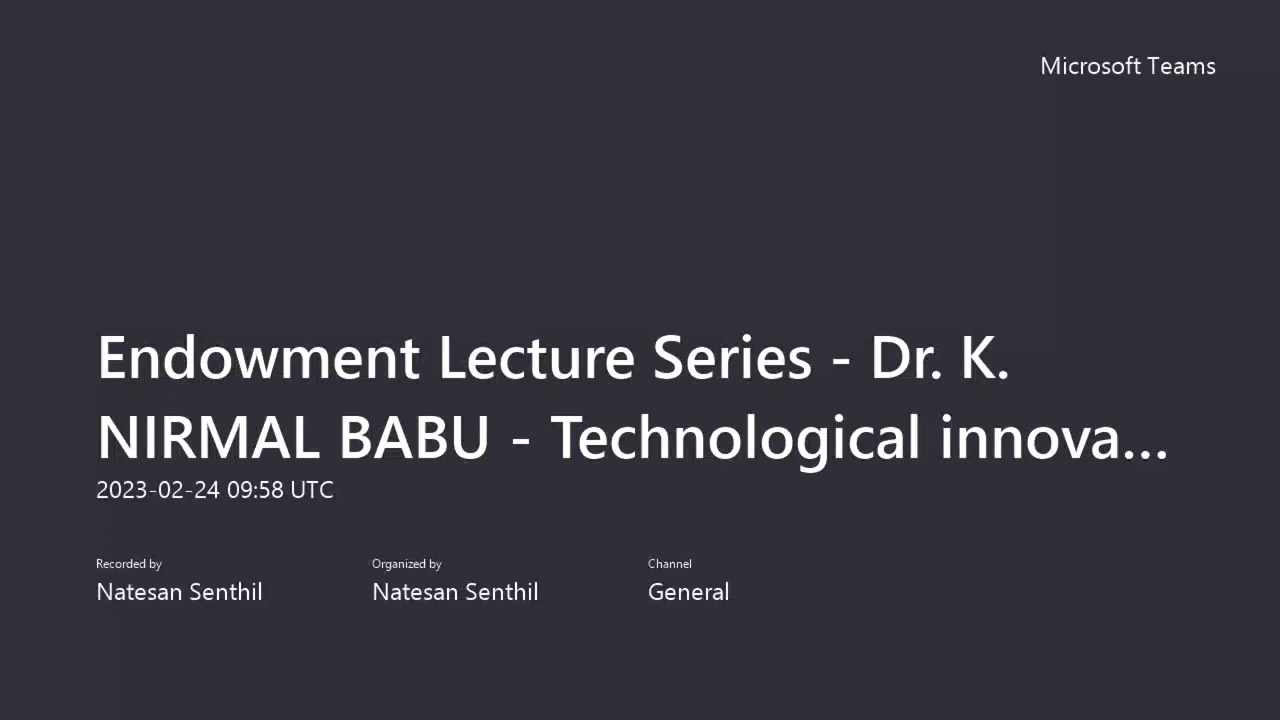 Microsoft Teams
Endowment Lecture Series - Dr. K.
NIRMAL BABU - Technological innova...
2023-02-24 09:58 UTC
Recorded by
Natesan Senthil
Organized by
Natesan Senthil
Channel
General